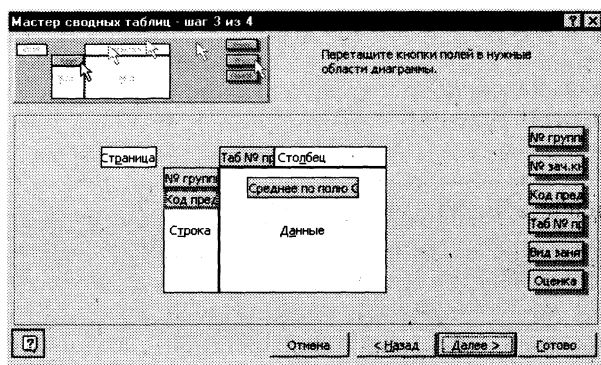 Мастер сводных таблиц - шаг 3 из 4
Перетащите кнопки полей в нужные
области диаграммы.
№ групп
Страница
Таб № пр Столбец
№ зач.кн
№ групп
Среднее по полю О
Код пред
Код пред
Таб № пр
Строка
Данные
Вид заня
Оценка
Отмена
< Назад
Далее >
Готово